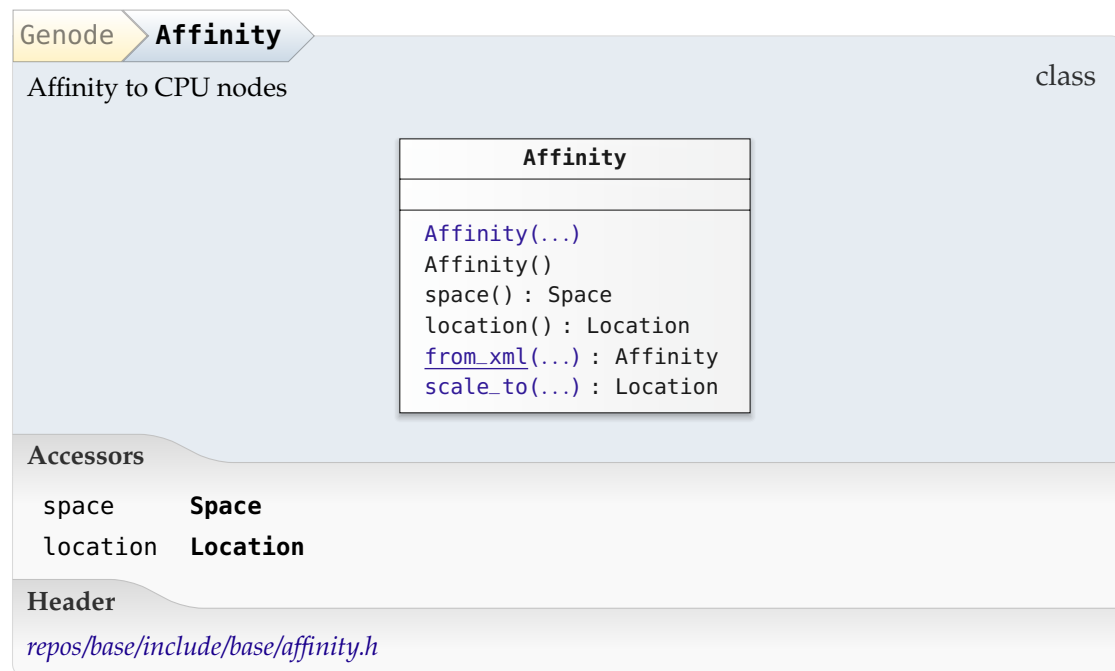 Genode Affinity
Affinity to CPU nodes
class
Affinity
Affinity(...)
Affinity()
space() : Space
location() : Location
from_xml(...) : Affinity
scale_to(...) : Location
Accessors
space Space
location Location
Header
repos/base/include/base/affinity.h